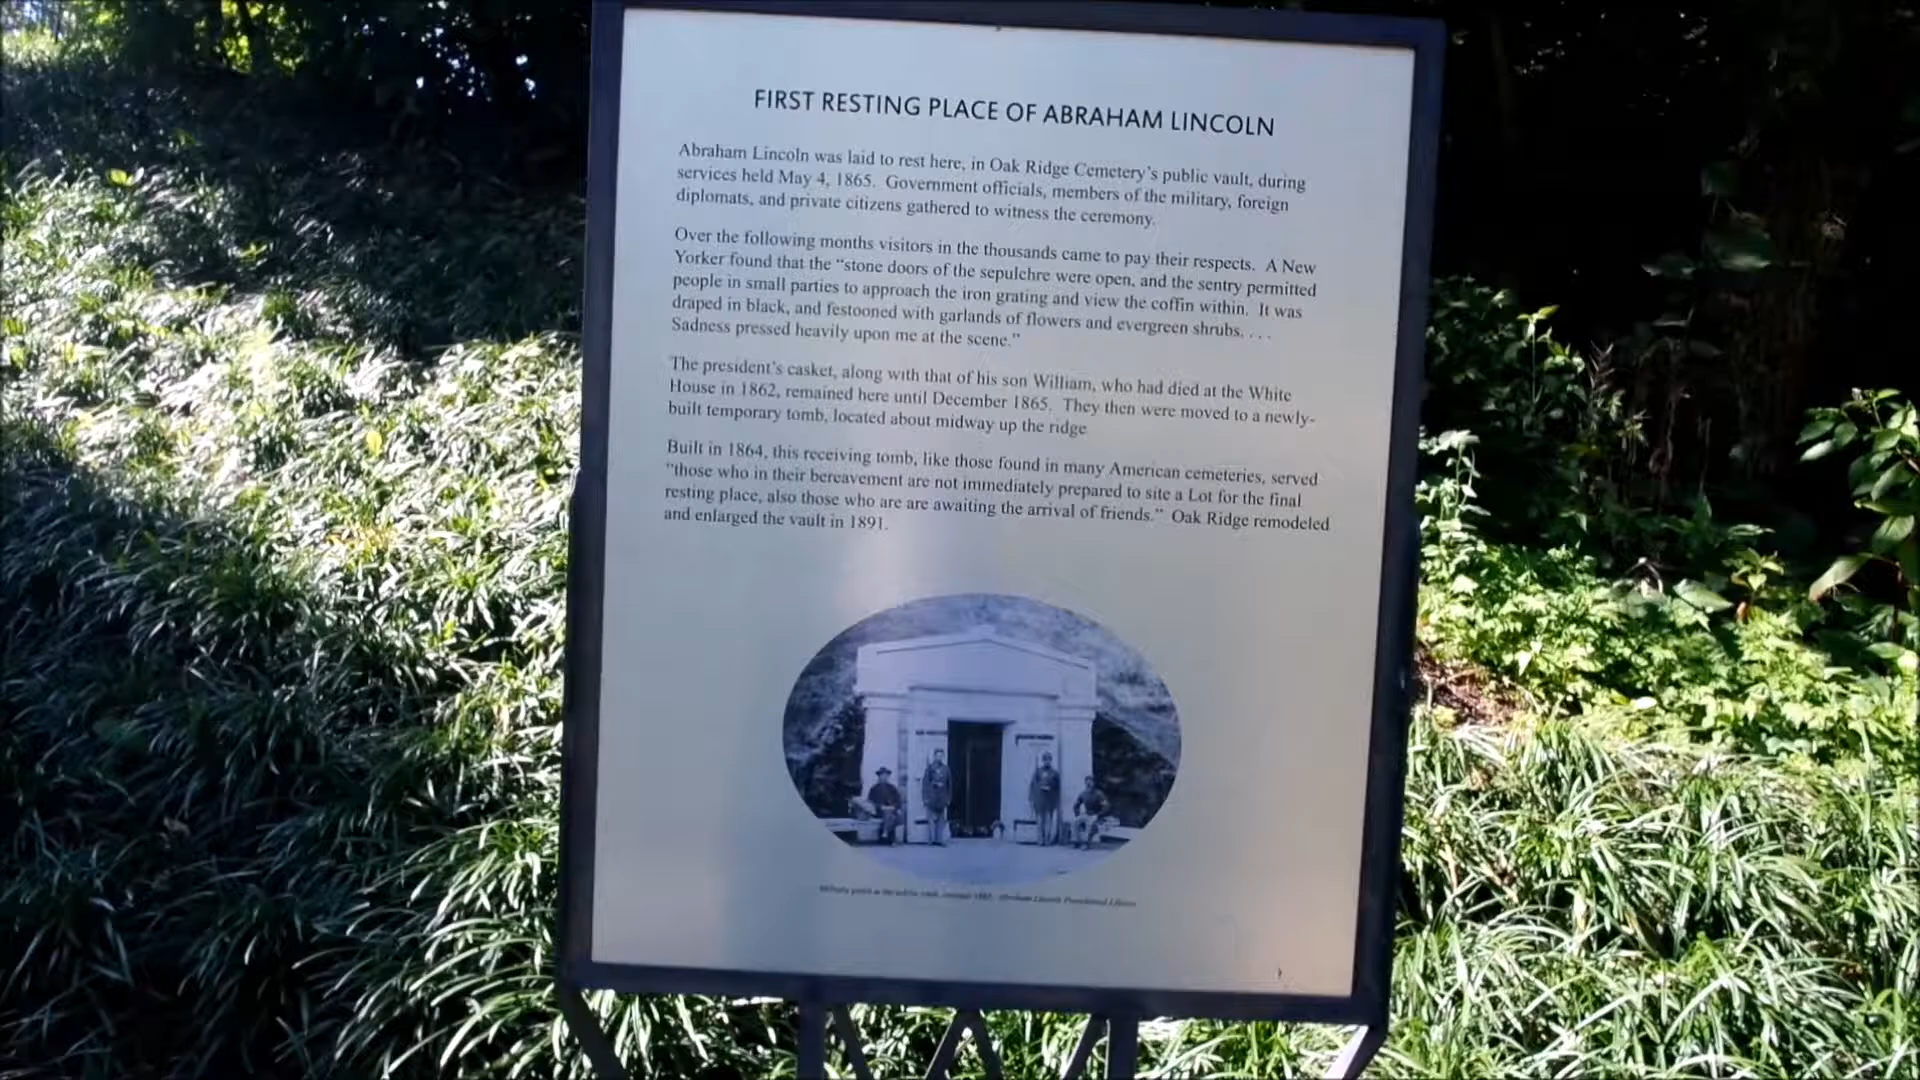 FIRST RESTING PLACE OF ABRAHAM LINCOLN
Abraham Lincoln was laid to rest here, in Oak Ridge Cemetery's public vault, during
services held May 4, 1865. Government officials, members of the military, foreign
diplomats, and private citizens gathered to witness the ceremony.
Over the following months visitors in the thousands came to pay their respects. A New
Yorker found that the "stone doors of the sepulchre were open, and the sentry permitted
people in small parties to approach the iron grating and view the coffin within. It was
draped in black, and festooned with garlands of flowers and evergreen shrubs. . . .
Sadness pressed heavily upon me at the scene."
The president's casket, along with that of his son William, who had died at the White
House in 1862, remained here until December 1865. They then were moved to a newly-
built temporary tomb, located about midway up the ridge
Built in 1864, this receiving tomb, like those found in many American cemeteries, served
"those who in their bereavement are not immediately prepared to site a Lot for the final
resting place, also those who are are awaiting the arrival of friends." Oak Ridge remodeled
and enlarged the vault in 1891.
Abraham Lincoln Presidential Library